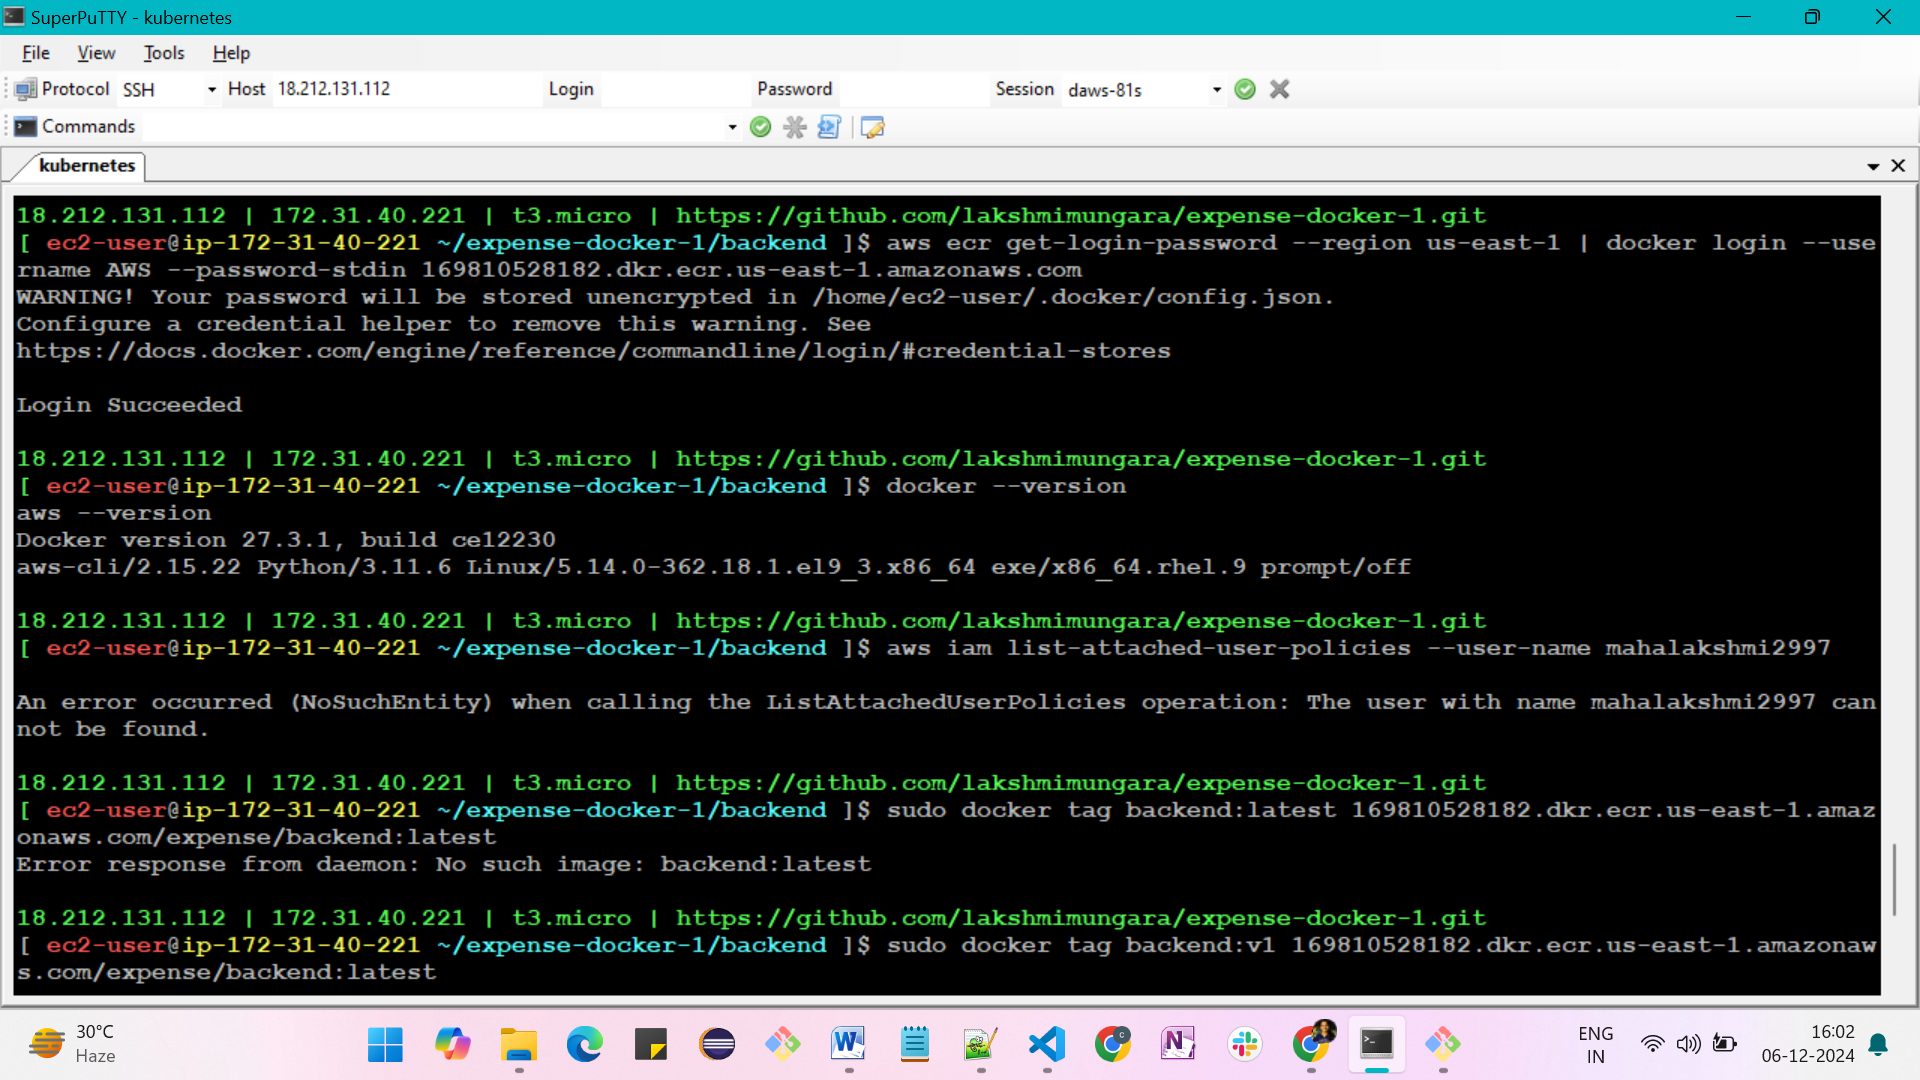 SuperPuTTY - kubernetes
File View Tools Help
Protocol SSH Host 18.212.131.112 Login Password Session daws-81s
Commands
kubernetes
18.212.131.112 | 172.31.40.221 | t3.micro | https://github.com/lakshmimungara/expense-docker-1.git
[ ec2-user@ip-172-31-40-221 ~/expense-docker-1/backend ]$ aws ecr get-login-password --region us-east-1 | docker login --use
rname AWS --password-stdin 169810528182.dkr.ecr.us-east-1.amazonaws.com
WARNING! Your password will be stored unencrypted in /home/ec2-user/.docker/config.json.
Configure a credential helper to remove this warning. See
https://docs.docker.com/engine/reference/commandline/login/#credential-stores
Login Succeeded
18.212.131.112 | 172.31.40.221 | t3.micro | https://github.com/lakshmimungara/expense-docker-1.git
[ ec2-user@ip-172-31-40-221 ~/expense-docker-1/backend ]$ docker --version
aws --version
Docker version 27.3.1, build ce12230
aws-cli/2.15.22 Python/3.11.6 Linux/5.14.0-362.18.1.el9_3.x86_64 exe/x86_64.rhel.9 prompt/off
18.212.131.112 | 172.31.40.221 | t3.micro | https://github.com/lakshmimungara/expense-docker-1.git
[ ec2-user@ip-172-31-40-221 ~/expense-docker-1/backend ]$ aws iam list-attached-user-policies --user-name mahalakshmi2997
An error occurred (NoSuchEntity) when calling the ListAttachedUserPolicies operation: The user with name mahalakshmi2997 can
not be found.
18.212.131.112 | 172.31.40.221 | t3.micro | https://github.com/lakshmimungara/expense-docker-1.git
[ ec2-user@ip-172-31-40-221 ~/expense-docker-1/backend ]$ sudo docker tag backend:latest 169810528182.dkr.ecr.us-east-1.amaz
onaws.com/expense/backend:latest
Error response from daemon: No such image: backend:latest
18.212.131.112 | 172.31.40.221 | t3.micro | https://github.com/lakshmimungara/expense-docker-1.git
[ ec2-user@ip-172-31-40-221 ~/expense-docker-1/backend ]$ sudo docker tag backend:v1 169810528182.dkr.ecr.us-east-1.amazonaw
s.com/expense/backend:latest
30°C
Haze
ENG
IN
16:02
06-12-2024